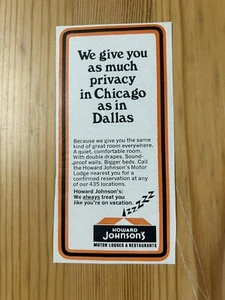 We give you
as much
privacy
in Chicago
as in
Dallas
Because we give you the same
kind of great room everywhere.
A quiet, comfortable room.
With double drapes. Sound-
proof walls. Bigger beds. Call
the Howard Johnson's Motor
Lodge nearest you for a
confirmed reservation at any
of our 435 locations.
Howard Johnson's:
We always treat you
like you're on vacation.
zzzZZZ
HOWARD
JOHNSON'S
MOTOR LODGES & RESTAURANTS